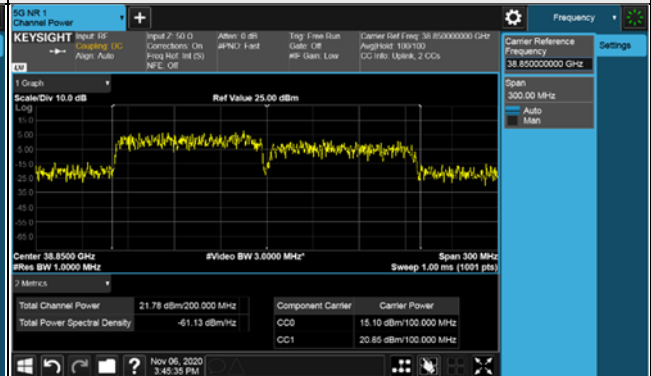 5G NR 1
Channel Power
Frequency
KEYSIGHT
Input: RF
Coupling: DC
Align: Auto
Input Z: 50 Ω
Corrections: On
Freq Ref: Int (S)
NFE: Off
Atten: 0 dB
#PNO: Fast
Trig: Free Run
Gate: Off
#IF Gain: Low
Carrier Ref Freq: 38.850000000 GHz
Avg|Hold: 100/100
CC Info: Uplink, 2 CCs
Carrier Reference
Frequency
38.850000000 GHz
Settings
Span
300.00 MHz
Auto
Man
1 Graph
Scale/Div 10.0 dB
Ref Value 25.00 dBm
Log
15.0
5.00
-5.00
-15.0
-25.0
-35.0
-45.0
-55.0
-65.0
Center 38.8500 GHz
#Res BW 1.0000 MHz
#Video BW 3.0000 MHz*
Span 300 MHz
Sweep 1.00 ms (1001 pts)
2 Metrics
Total Channel Power
21.78 dBm/200.000 MHz
Total Power Spectral Density
-61.13 dBm/Hz
Component Carrier
Carrier Power
CC0
15.10 dBm/100.000 MHz
CC1
20.85 dBm/100.000 MHz
Nov 06, 2020
3:45:35 PM